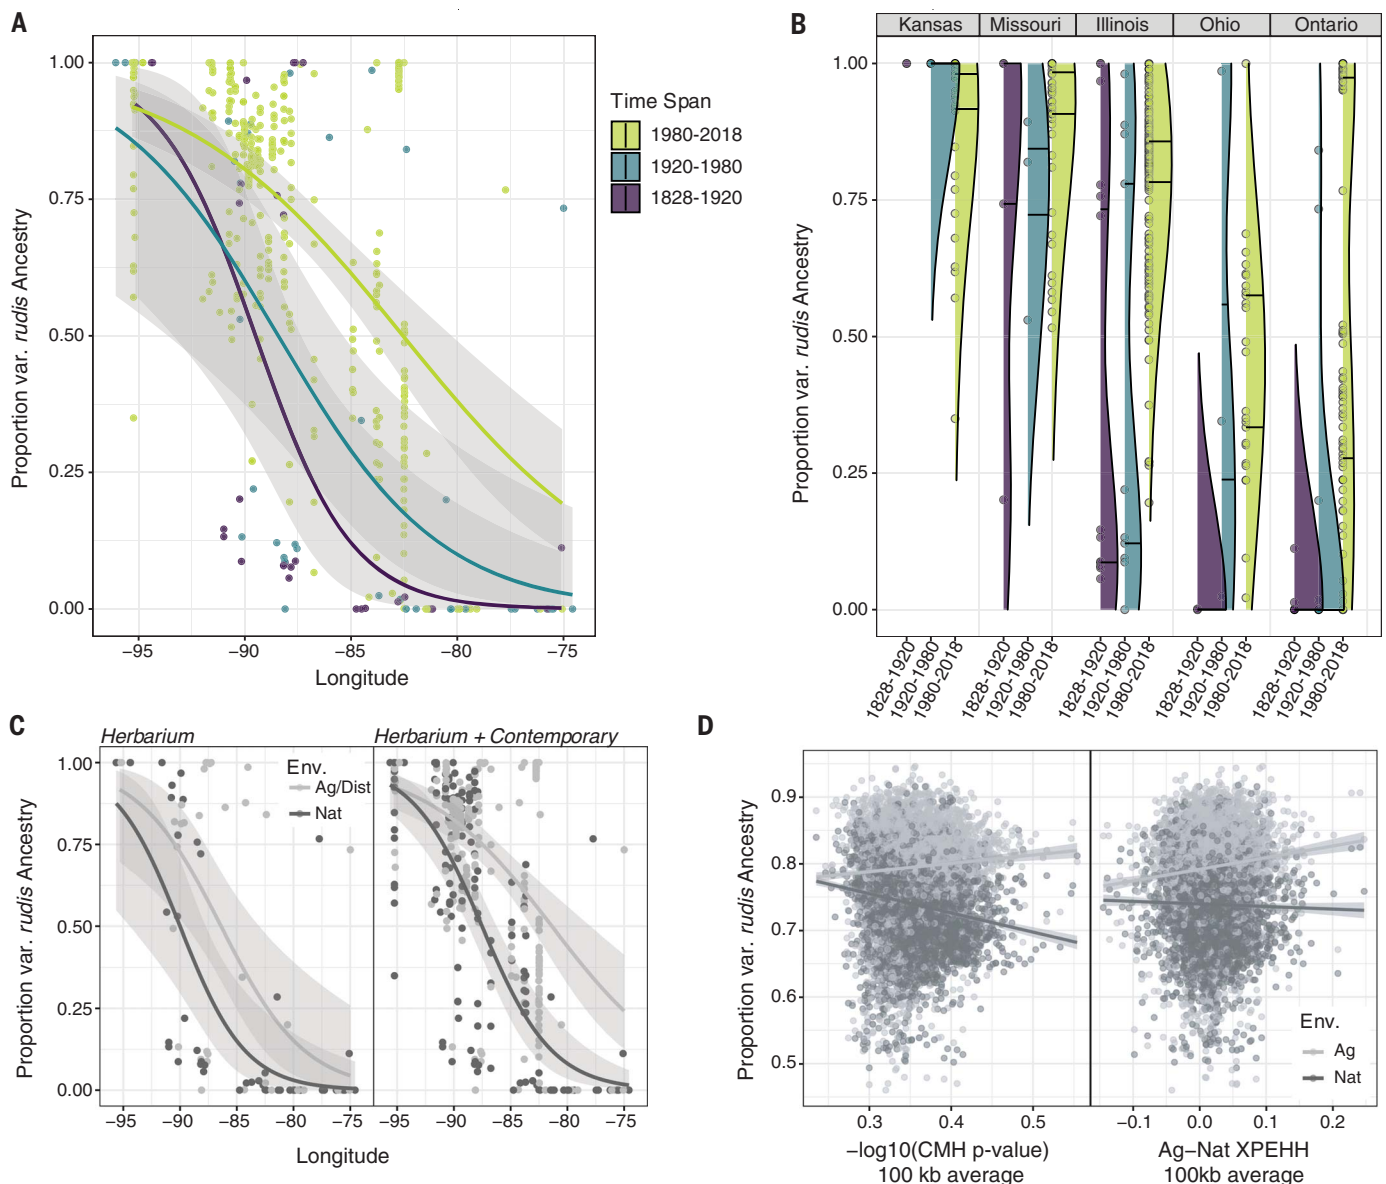 A
1.00
0.75
0.50
0.25
0.00
Proportion var. rudis Ancestry
−95
−90
−85
−80
−75
Longitude
Time Span
1980-2018
1920-1980
1828-1920
B
Kansas
Missouri
Illinois
Ohio
Ontario
1.00
0.75
0.50
0.25
0.00
Proportion var. rudis Ancestry
1828-1920
1920-1980
1980-2018
1828-1920
1920-1980
1980-2018
1828-1920
1920-1980
1980-2018
1828-1920
1920-1980
1980-2018
1828-1920
1920-1980
1980-2018
C
Herbarium
Herbarium + Contemporary
Env.
Ag/Dist
Nat
1.00
0.75
0.50
0.25
0.00
Proportion var. rudis Ancestry
−95
−90
−85
−80
−75
−95
−90
−85
−80
−75
Longitude
D
0.9
0.8
0.7
0.6
0.5
Proportion var. rudis Ancestry
0.3
0.4
0.5
−0.1
0.0
0.1
0.2
−log10(CMH p-value)
100 kb average
Ag−Nat XPEHH
100kb average
Env.
Ag
Nat